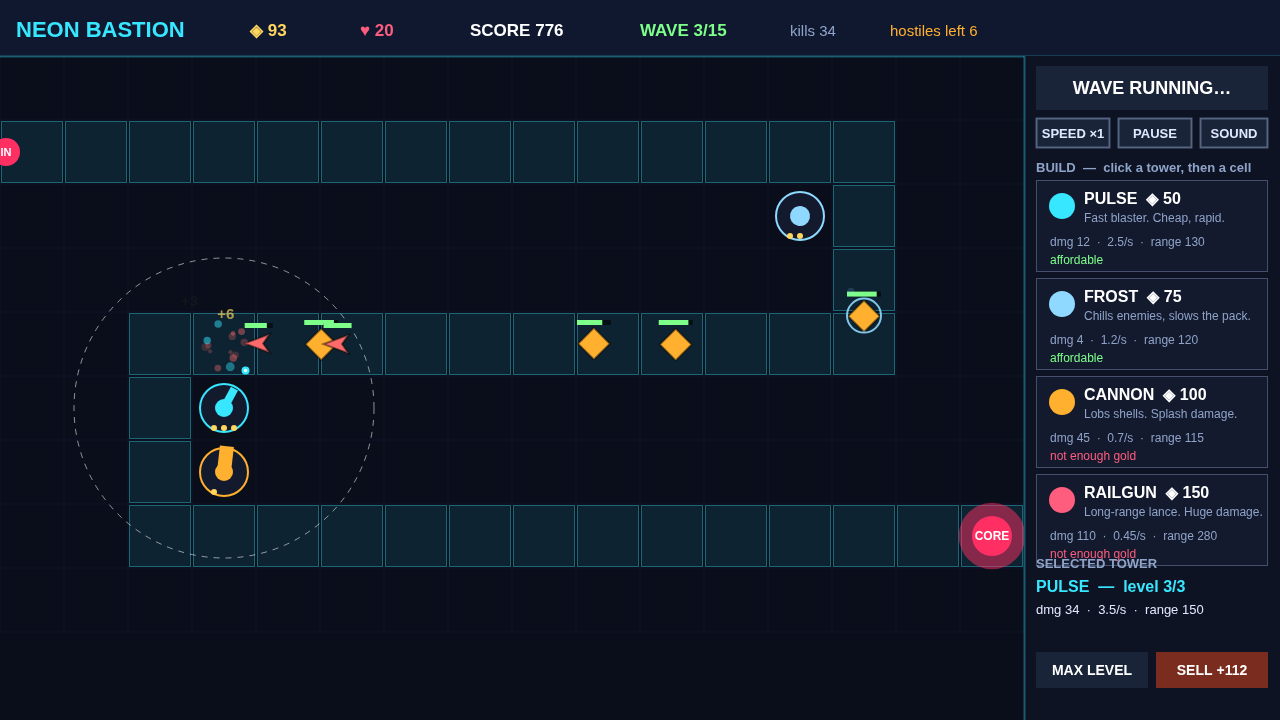 NEON BASTION ◈ 93 ♥ 20 SCORE 776 WAVE 3/15 kills 34 hostiles left 6
IN
+3
+6
CORE
WAVE RUNNING…
SPEED ×1 PAUSE SOUND
BUILD — click a tower, then a cell
PULSE ◈ 50
Fast blaster. Cheap, rapid.
dmg 12 · 2.5/s · range 130
affordable
FROST ◈ 75
Chills enemies, slows the pack.
dmg 4 · 1.2/s · range 120
affordable
CANNON ◈ 100
Lobs shells. Splash damage.
dmg 45 · 0.7/s · range 115
not enough gold
RAILGUN ◈ 150
Long-range lance. Huge damage.
dmg 110 · 0.45/s · range 280
not enough gold
SELECTED TOWER
PULSE — level 3/3
dmg 34 · 3.5/s · range 150
MAX LEVEL SELL +112